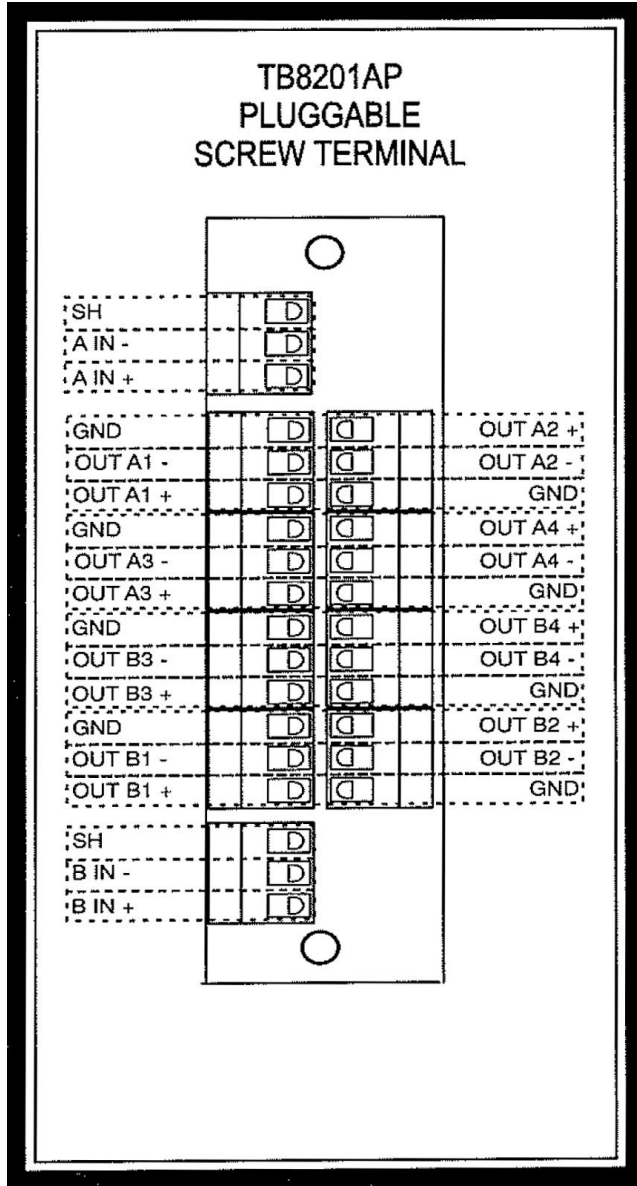 TB8201AP
PLUGGABLE
SCREW TERMINAL
SH
A IN -
A IN +
GND
OUT A1 -
OUT A1 +
GND
OUT A3 -
OUT A3 +
GND
OUT B3 -
OUT B3 +
GND
OUT B1 -
OUT B1 +
SH
B IN -
B IN +
OUT A2 +
OUT A2 -
GND
OUT A4 +
OUT A4 -
GND
OUT B4 +
OUT B4 -
GND
OUT B2 +
OUT B2 -
GND